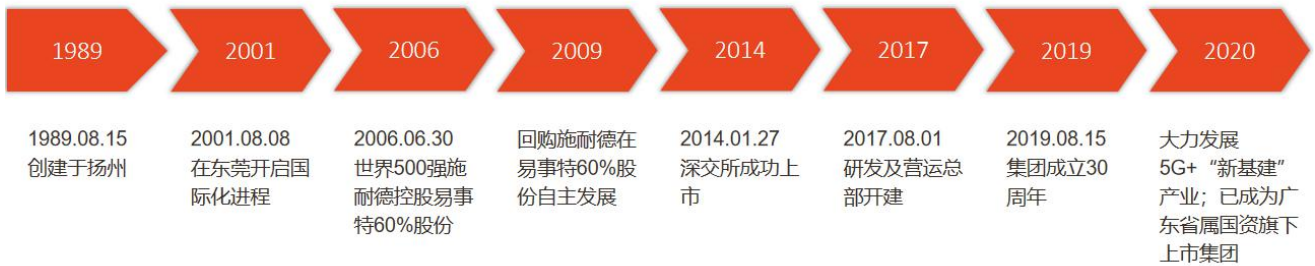 1989
2001
2006
2009
2014
2017
2019
2020
1989.08.15
创建于扬州
2001.08.08
在东莞开启国
际化进程
2006.06.30
世界500强施
耐德控股易事
特60%股份
回购施耐德在
易事特60%股
份自主发展
2014.01.27
深交所成功上
市
2017.08.01
研发及营运总
部开建
2019.08.15
集团成立30
周年
大力发展
5G+“新基建”
产业；已成为广
东省属国资旗下
上市集团